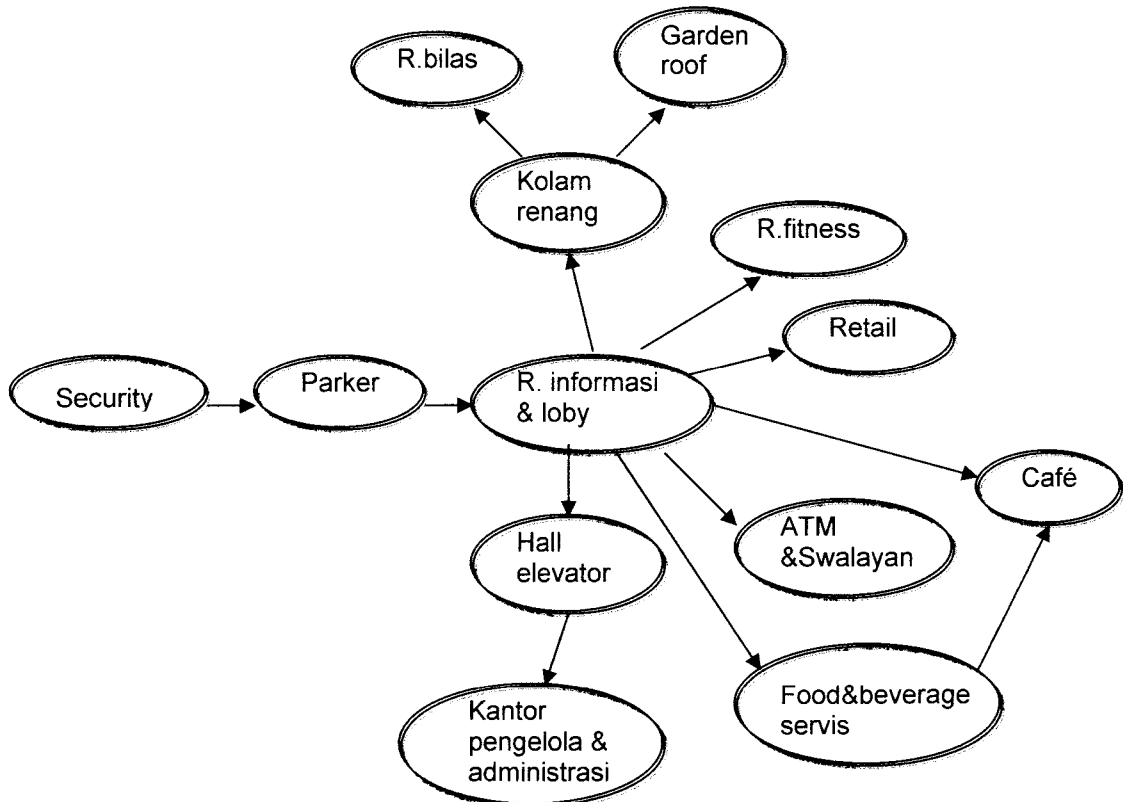 Garden
roof
R.bilas
Kolam
renang
R.fitness
Retail
Security
Parker
R. informasi
& loby
Café
Hall
elevator
ATM
&Swalayan
Kantor
pengelola &
administrasi
Food&beverage
servis